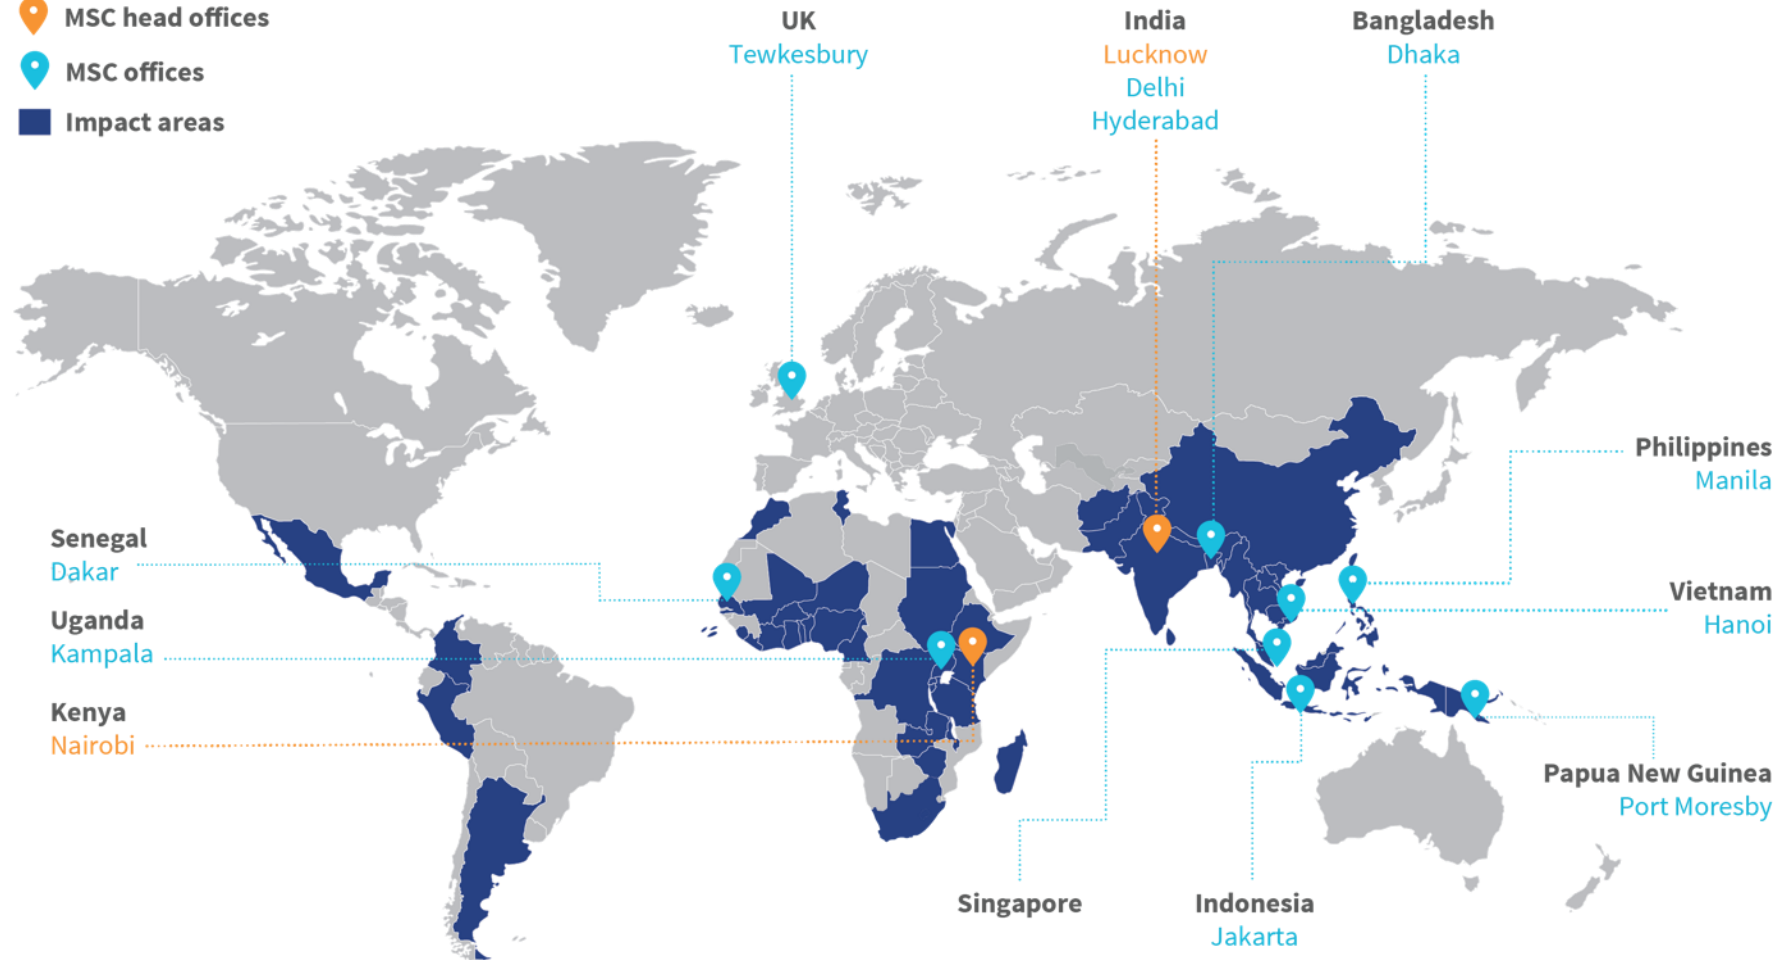 MSC head offices
MSC offices
Impact areas
UK
Tewkesbury
India
Lucknow
Delhi
Hyderabad
Bangladesh
Dhaka
Senegal
Dakar
Uganda
Kampala
Kenya
Nairobi
Philippines
Manila
Vietnam
Hanoi
Papua New Guinea
Port Moresby
Singapore
Indonesia
Jakarta